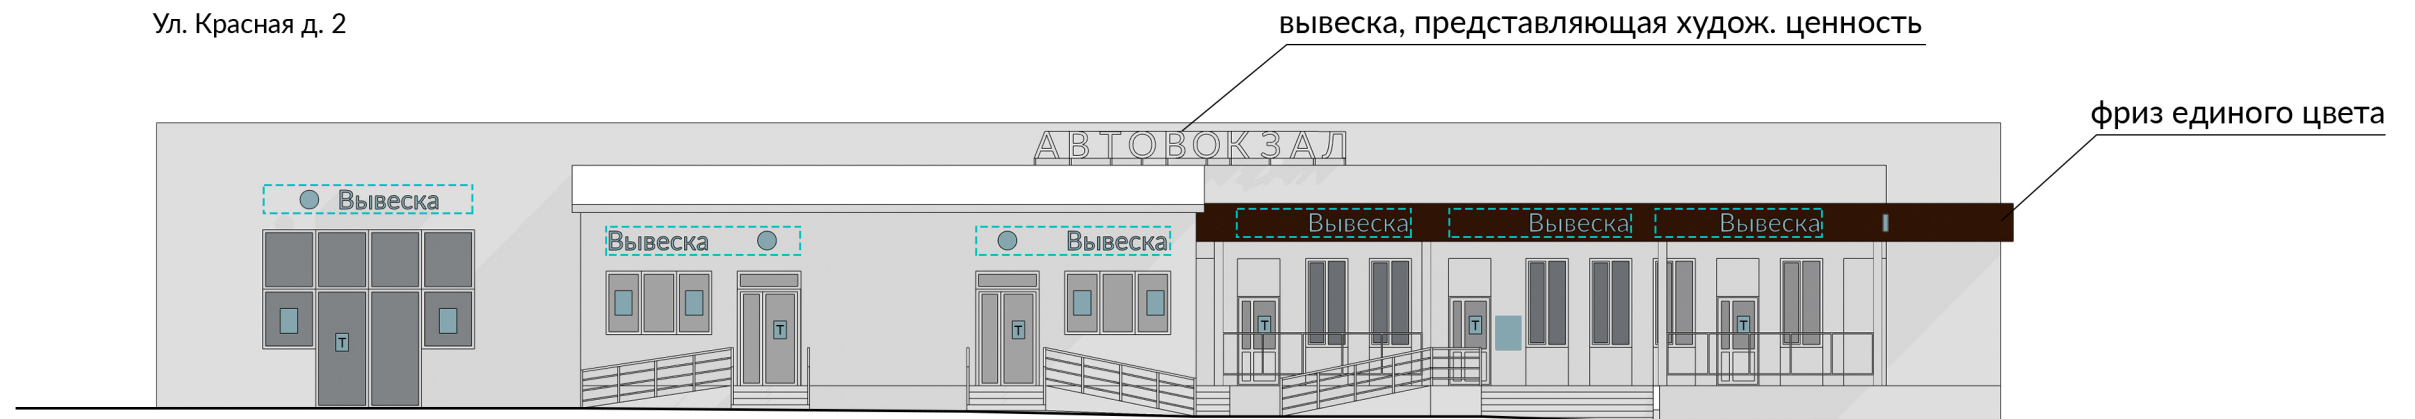 Ул. Красная д. 2
вывеска, представляющая худож. ценность
фриз единого цвета
АВТОВОКЗАЛ
Вывеска
Вывеска
Вывеска
Вывеска
Вывеска
Вывеска
Т
Т
Т
Т
Т
Т